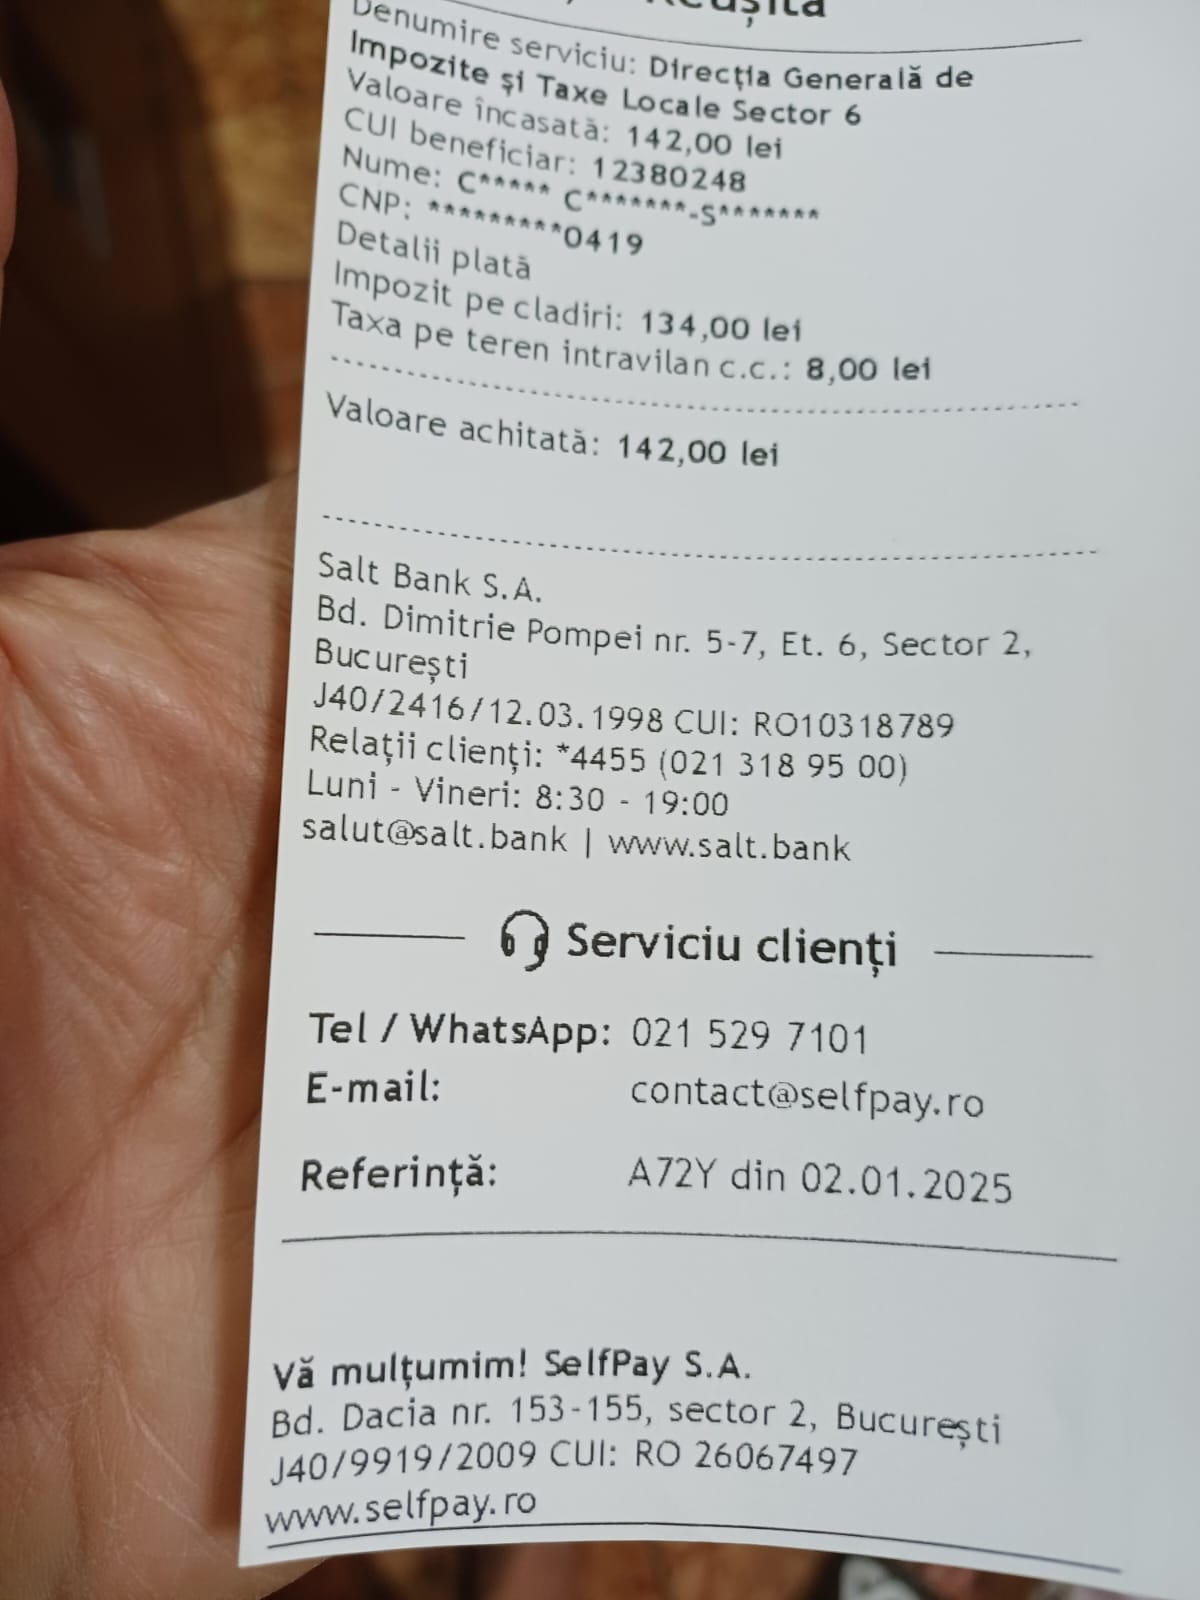 Reușită
Denumire serviciu: Direcția Generală de
Impozite și Taxe Locale Sector 6
Valoare încasată: 142,00 lei
CUI beneficiar: 12380248
Nume: C***** C*******-S*******
CNP: *********0419
Detalii plată
Impozit pe cladiri: 134,00 lei
Taxa pe teren intravilan c.c.: 8,00 lei
Valoare achitată: 142,00 lei
Salt Bank S.A.
Bd. Dimitrie Pompei nr. 5-7, Et. 6, Sector 2,
București
J40/2416/12.03.1998 CUI: RO10318789
Relații clienți: *4455 (021 318 95 00)
Luni - Vineri: 8:30 - 19:00
salut@salt.bank | www.salt.bank
Serviciu clienți
Tel / WhatsApp: 021 529 7101
E-mail: contact@selfpay.ro
Referință: A72Y din 02.01.2025
Vă mulțumim! SelfPay S.A.
Bd. Dacia nr. 153-155, sector 2, București
J40/9919/2009 CUI: RO 26067497
www.selfpay.ro